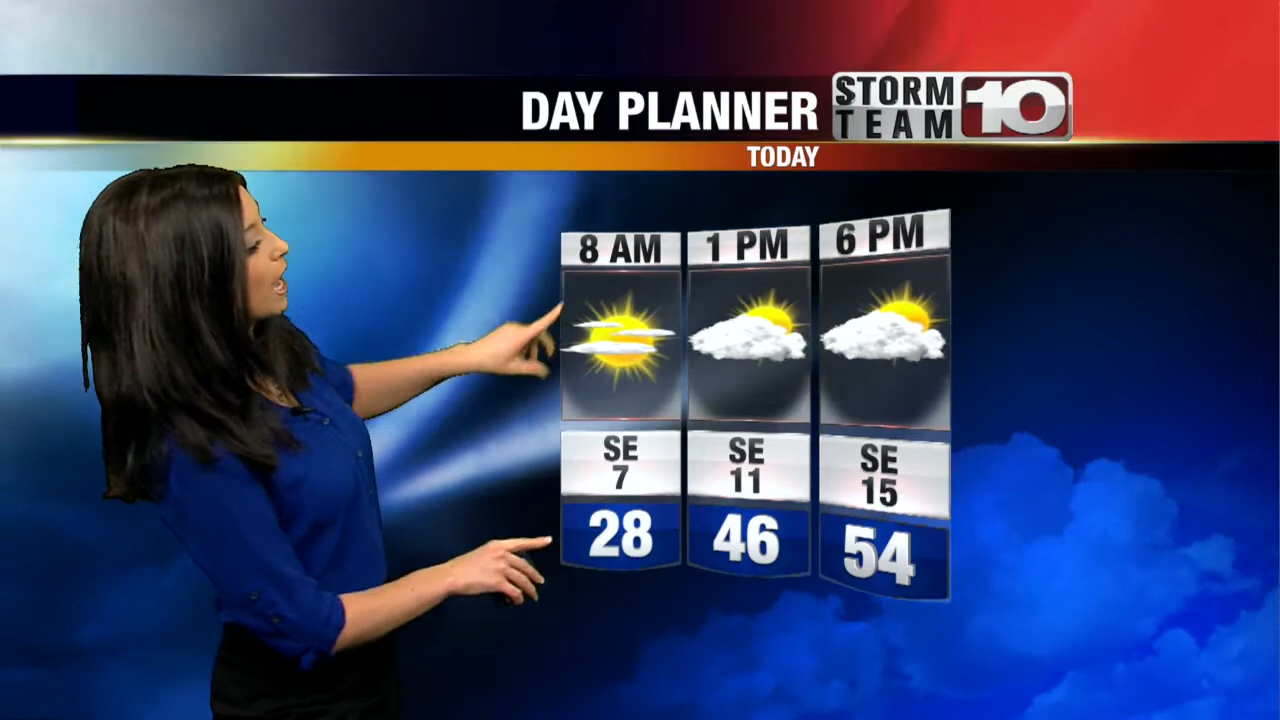 DAY PLANNER
STORM TEAM 10
TODAY
8 AM 1 PM 6 PM
SE SE SE
7 11 15
28 46 54